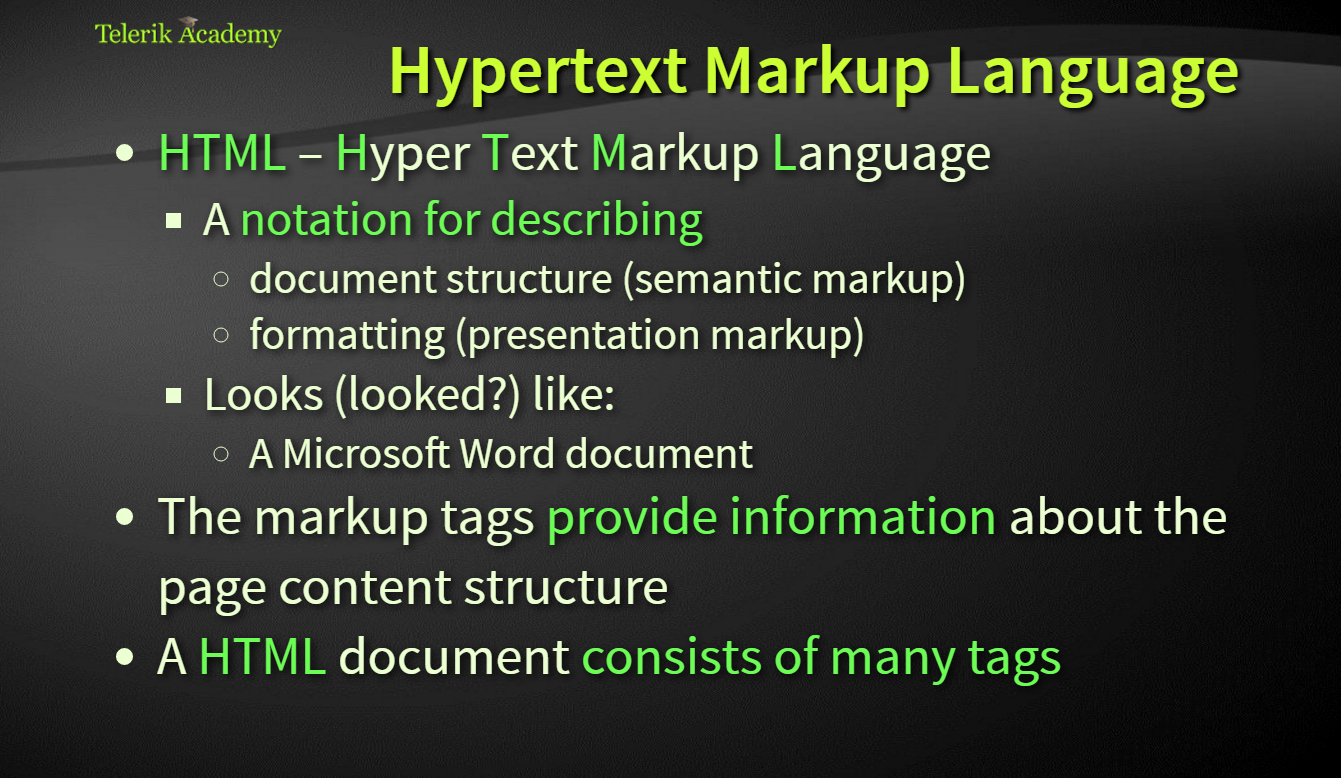 Telerik Academy
Hypertext Markup Language
• HTML – Hyper Text Markup Language
▪ A notation for describing
○ document structure (semantic markup)
○ formatting (presentation markup)
▪ Looks (looked?) like:
○ A Microsoft Word document
• The markup tags provide information about the
page content structure
• A HTML document consists of many tags